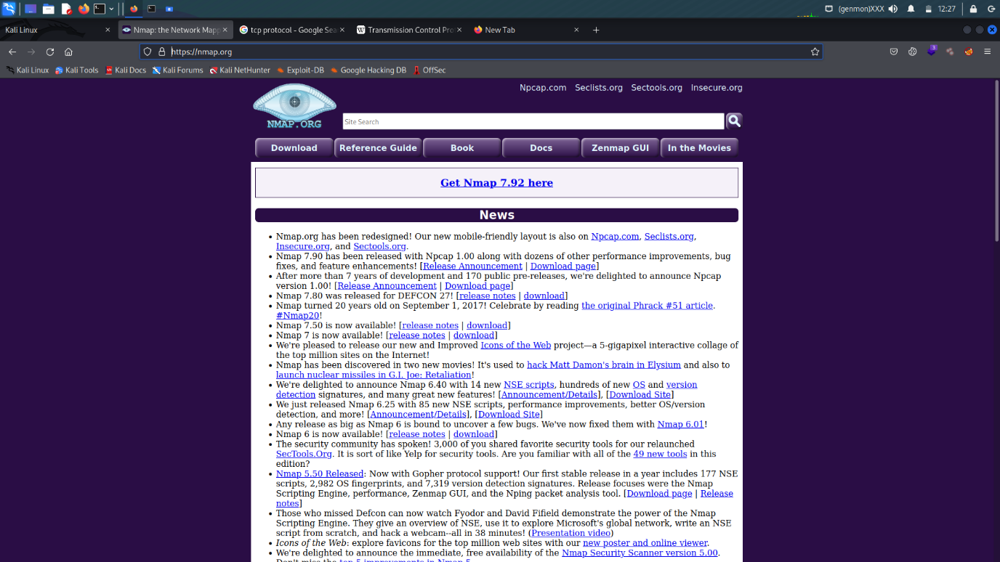 (genmon)XXX
12:27
Kali Linux
Nmap: the Network Mapp
tcp protocol - Google Sea
Transmission Control Pro
New Tab
https://nmap.org
3
Kali Linux
Kali Tools
Kali Docs
Kali Forums
Kali NetHunter
Exploit-DB
Google Hacking DB
OffSec
Npcap.com
Seclists.org
Sectools.org
Insecure.org
NMAP.ORG
Site Search
Download
Reference Guide
Book
Docs
Zenmap GUI
In the Movies
Get Nmap 7.92 here
News
• Nmap.org has been redesigned! Our new mobile-friendly layout is also on Npcap.com, Seclists.org,
Insecure.org, and Sectools.org.
• Nmap 7.90 has been released with Npcap 1.00 along with dozens of other performance improvements, bug
fixes, and feature enhancements! [Release Announcement | Download page]
• After more than 7 years of development and 170 public pre-releases, we're delighted to announce Npcap
version 1.00! [Release Announcement | Download page]
• Nmap 7.80 was released for DEFCON 27! [release notes | download]
• Nmap turned 20 years old on September 1, 2017! Celebrate by reading the original Phrack #51 article.
#Nmap20!
• Nmap 7.50 is now available! [release notes | download]
• Nmap 7 is now available! [release notes | download]
• We're pleased to release our new and Improved Icons of the Web project—a 5-gigapixel interactive collage of
the top million sites on the Internet!
• Nmap has been discovered in two new movies! It's used to hack Matt Damon's brain in Elysium and also to
launch nuclear missiles in G.I. Joe: Retaliation!
• We're delighted to announce Nmap 6.40 with 14 new NSE scripts, hundreds of new OS and version
detection signatures, and many great new features! [Announcement/Details], [Download Site]
• We just released Nmap 6.25 with 85 new NSE scripts, performance improvements, better OS/version
detection, and more! [Announcement/Details], [Download Site]
• Any release as big as Nmap 6 is bound to uncover a few bugs. We've now fixed them with Nmap 6.01!
• Nmap 6 is now available! [release notes | download]
• The security community has spoken! 3,000 of you shared favorite security tools for our relaunched
SecTools.Org. It is sort of like Yelp for security tools. Are you familiar with all of the 49 new tools in this
edition?
• Nmap 5.50 Released: Now with Gopher protocol support! Our first stable release in a year includes 177 NSE
scripts, 2,982 OS fingerprints, and 7,319 version detection signatures. Release focuses were the Nmap
Scripting Engine, performance, Zenmap GUI, and the Nping packet analysis tool. [Download page | Release
notes]
• Those who missed Defcon can now watch Fyodor and David Fifield demonstrate the power of the Nmap
Scripting Engine. They give an overview of NSE, use it to explore Microsoft's global network, write an NSE
script from scratch, and hack a webcam--all in 38 minutes! (Presentation video)
• Icons of the Web: explore favicons for the top million web sites with our new poster and online viewer.
• We're delighted to announce the immediate, free availability of the Nmap Security Scanner version 5.00.
Don't miss the top 5 improvements in Nmap 5.